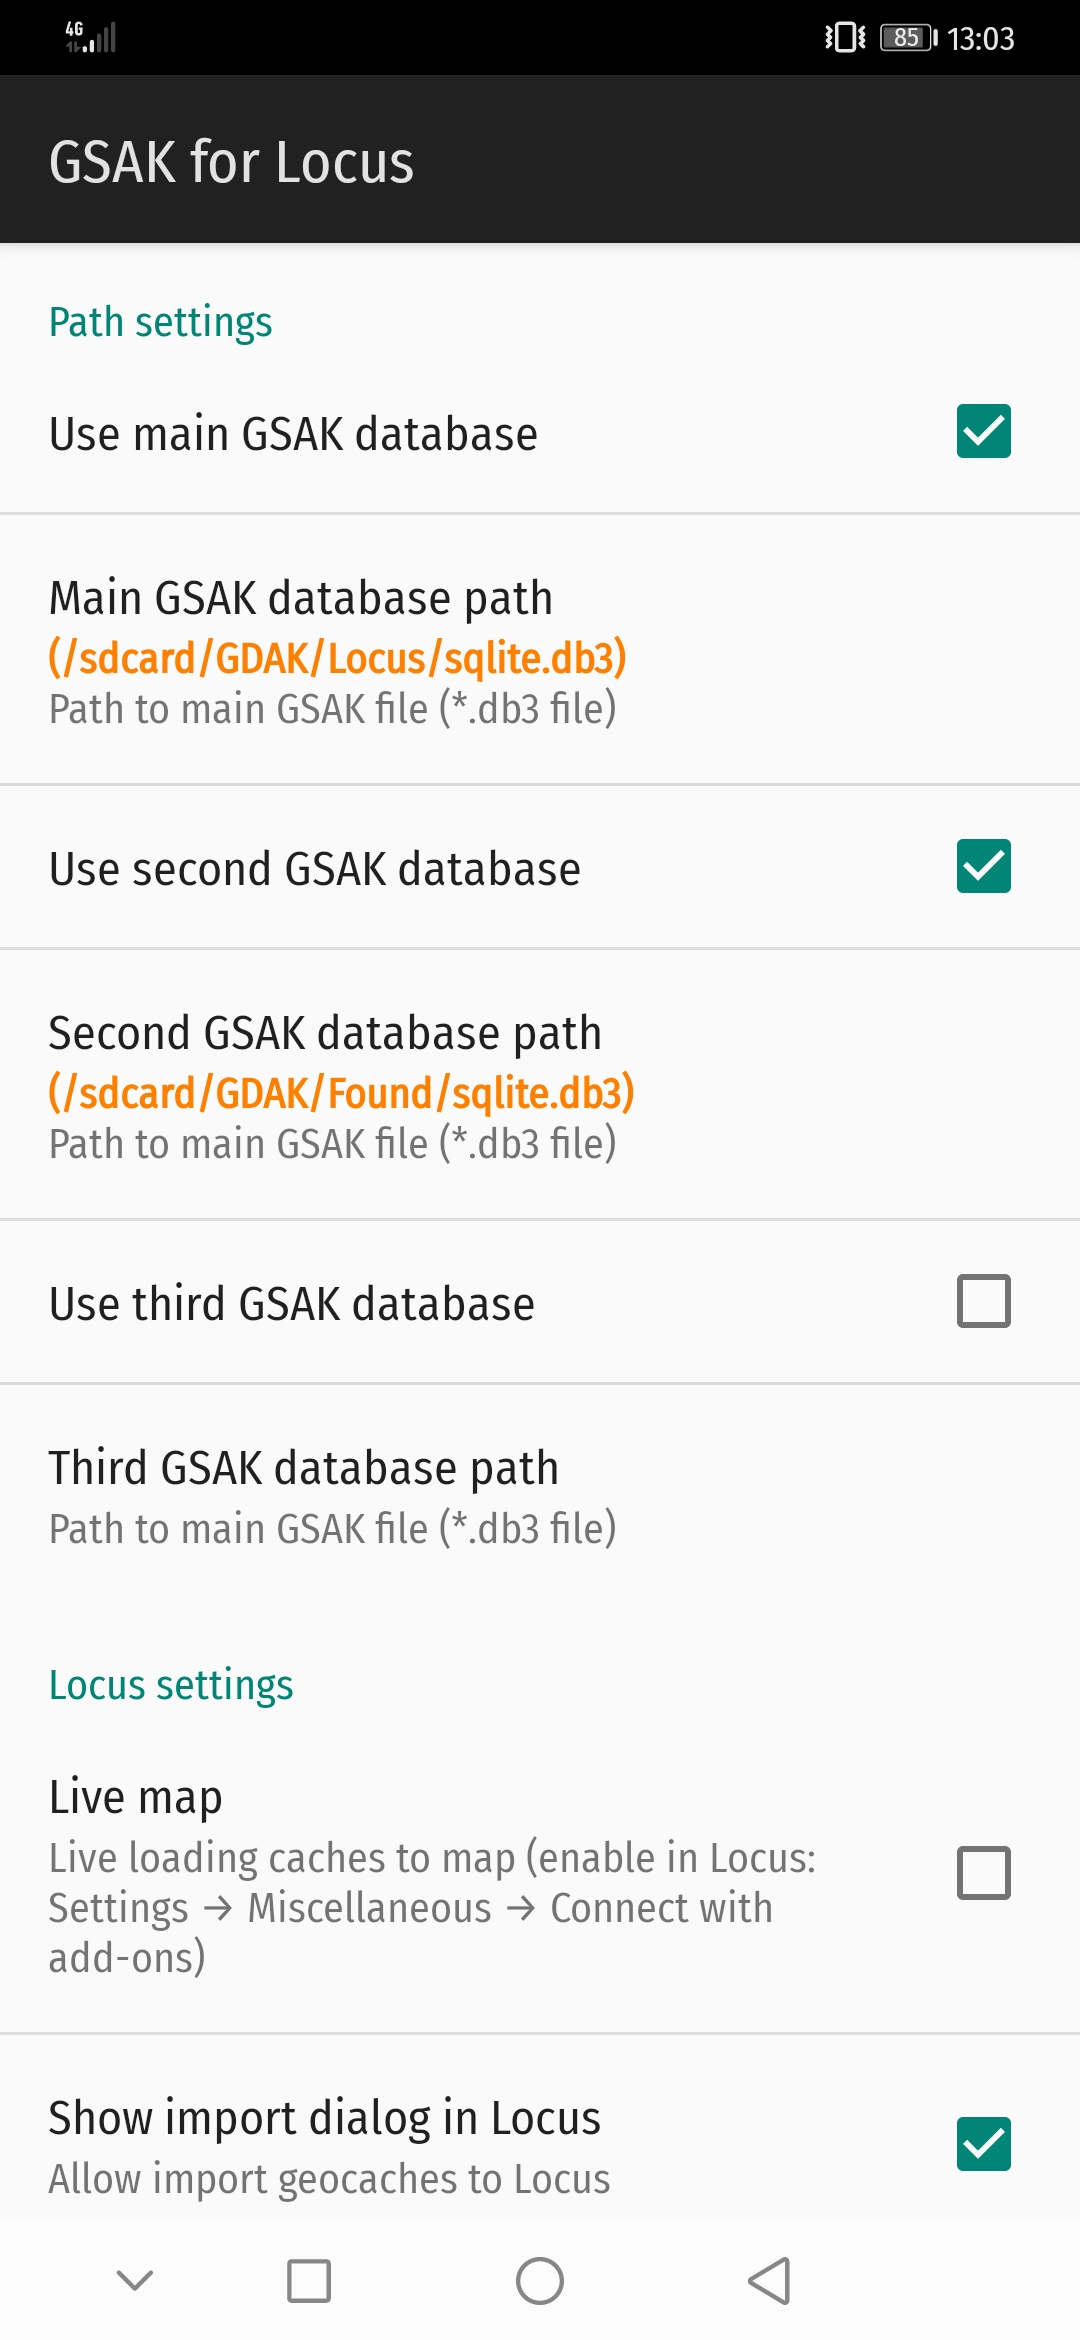 4G
85 13:03
GSAK for Locus
Path settings
Use main GSAK database
Main GSAK database path
(/sdcard/GDAK/Locus/sqlite.db3)
Path to main GSAK file (*.db3 file)
Use second GSAK database
Second GSAK database path
(/sdcard/GDAK/Found/sqlite.db3)
Path to main GSAK file (*.db3 file)
Use third GSAK database
Third GSAK database path
Path to main GSAK file (*.db3 file)
Locus settings
Live map
Live loading caches to map (enable in Locus:
Settings → Miscellaneous → Connect with
add-ons)
Show import dialog in Locus
Allow import geocaches to Locus